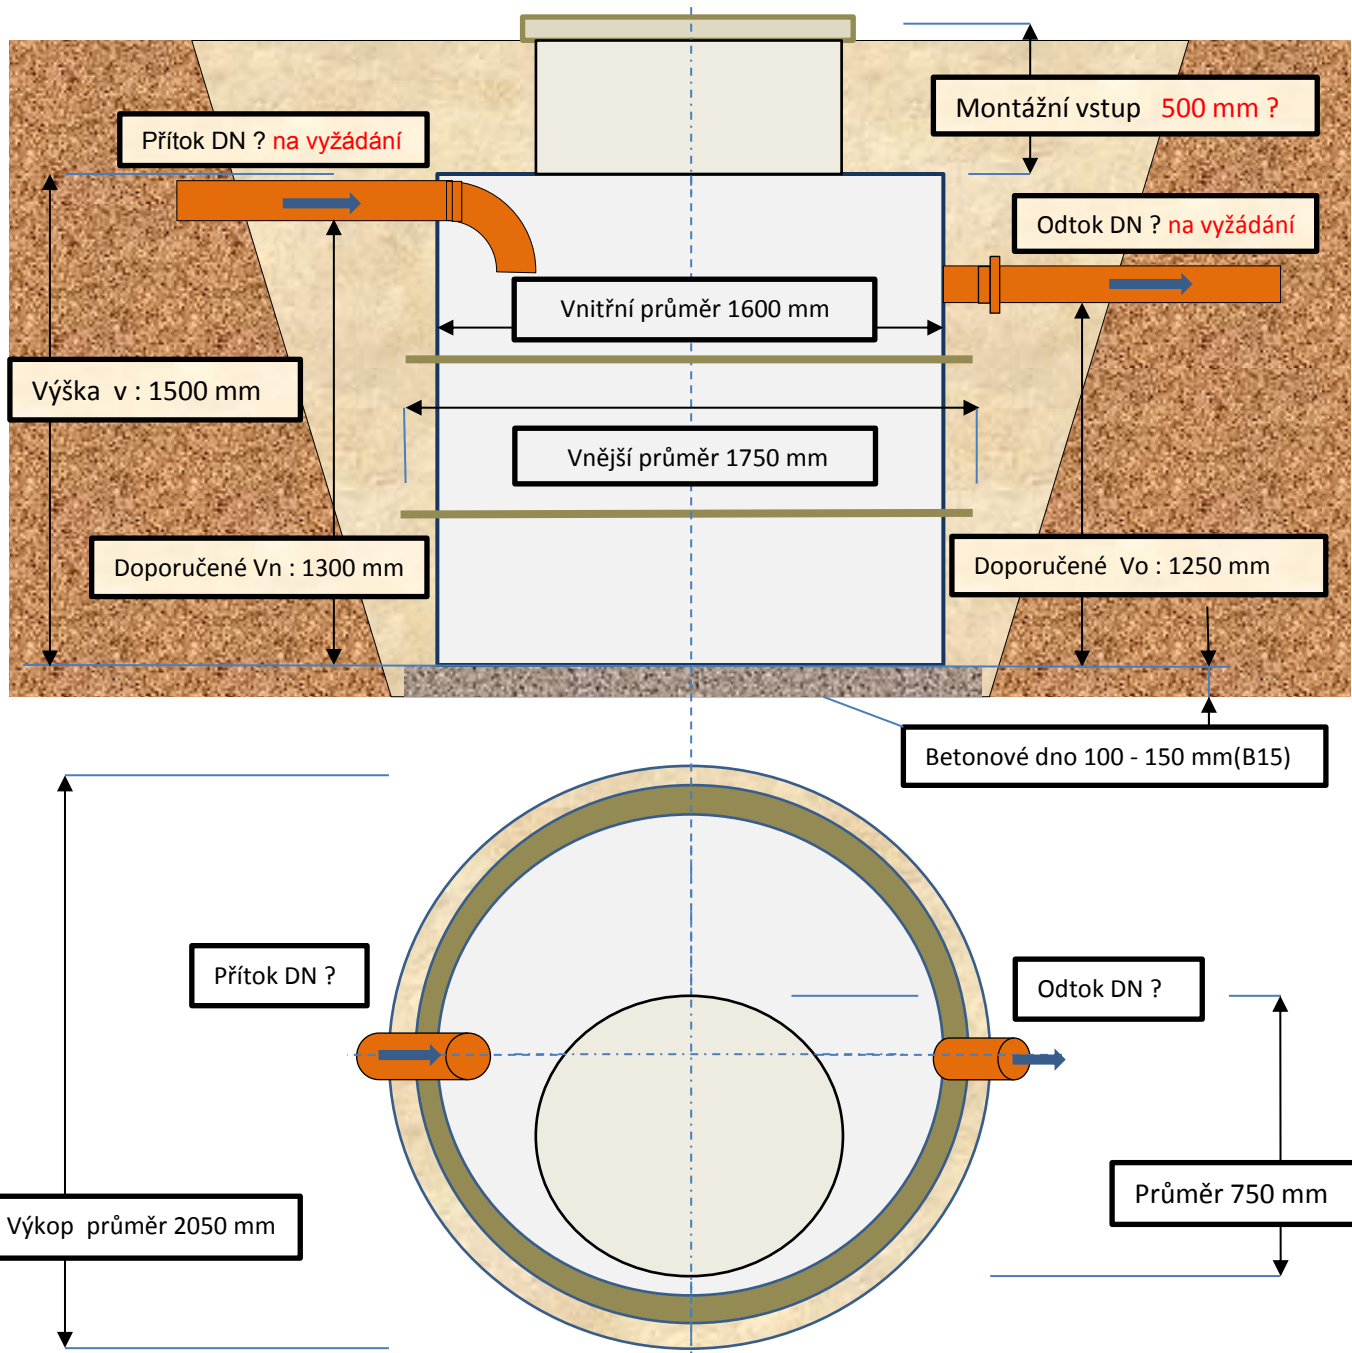 Montážní vstup 500 mm ?
Přítok DN ? na vyžádání
Odtok DN ? na vyžádání
Vnitřní průměr 1600 mm
Výška v : 1500 mm
Vnější průměr 1750 mm
Doporučené Vn : 1300 mm
Doporučené Vo : 1250 mm
Betonové dno 100 - 150 mm(B15)
Přítok DN ?
Odtok DN ?
Průměr 750 mm
Výkop průměr 2050 mm